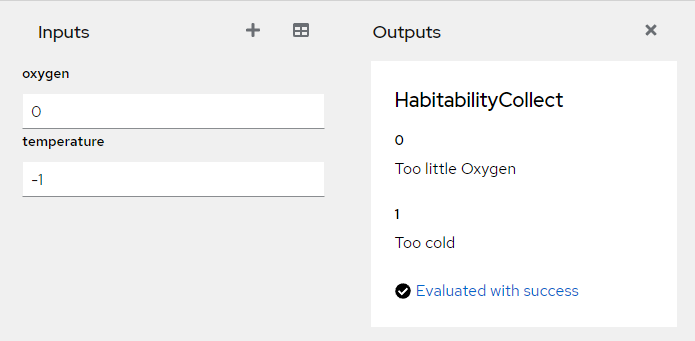 Inputs
oxygen
0
temperature
-1
Outputs
HabitabilityCollect
0
Too little Oxygen
1
Too cold
Evaluated with success